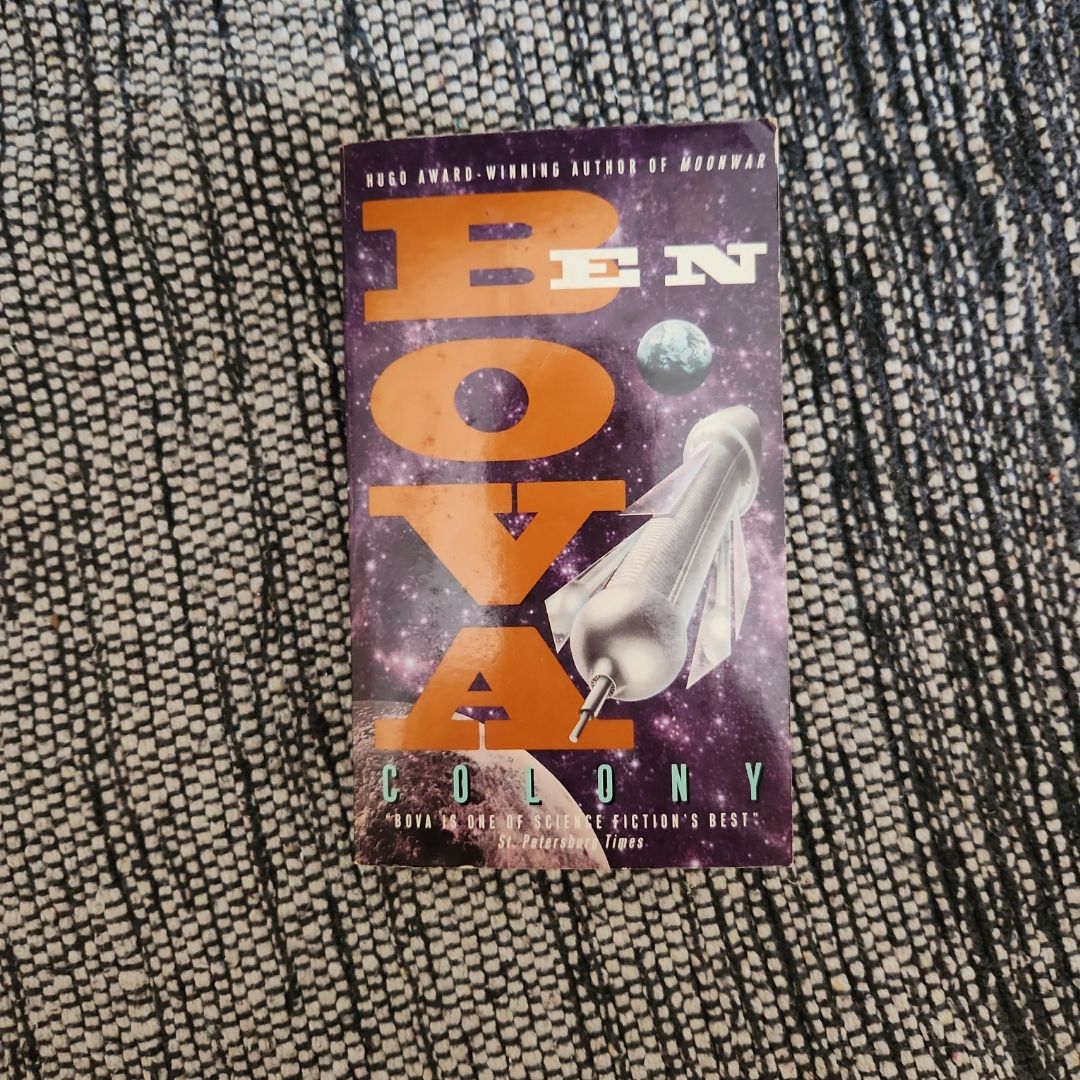 HUGO AWARD-WINNING AUTHOR OF MOONWAR
BEN
BOVA
COLONY
"BOVA IS ONE OF SCIENCE FICTION'S BEST"
St. Petersburg Times